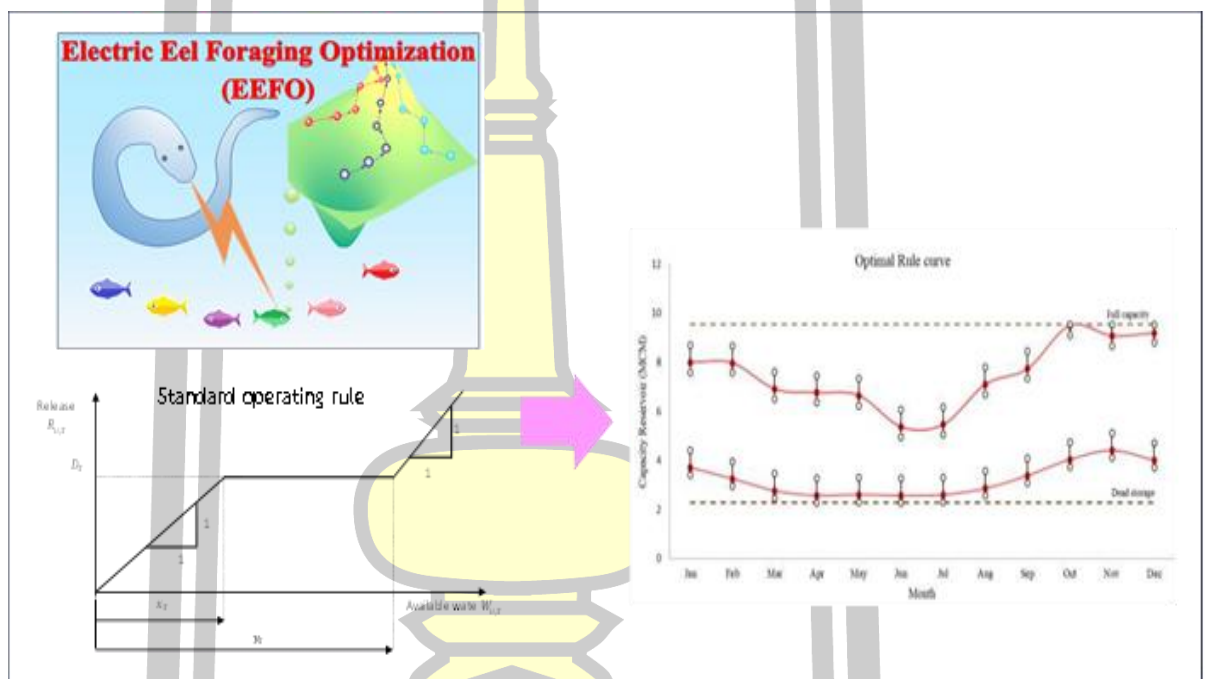 Electric Eel Foraging Optimization
(EEFO)
Standard operating rule
Release
D
1
1
1
1
Available wate W
Optimal Rule curve
Capacity Reservoir (MCM)
12
10
8
6
4
2
0
Full capacity
Dead storage
Jan Feb Mar Apr May Jun Jul Aug Sep Oct Nov Dec
Mouth